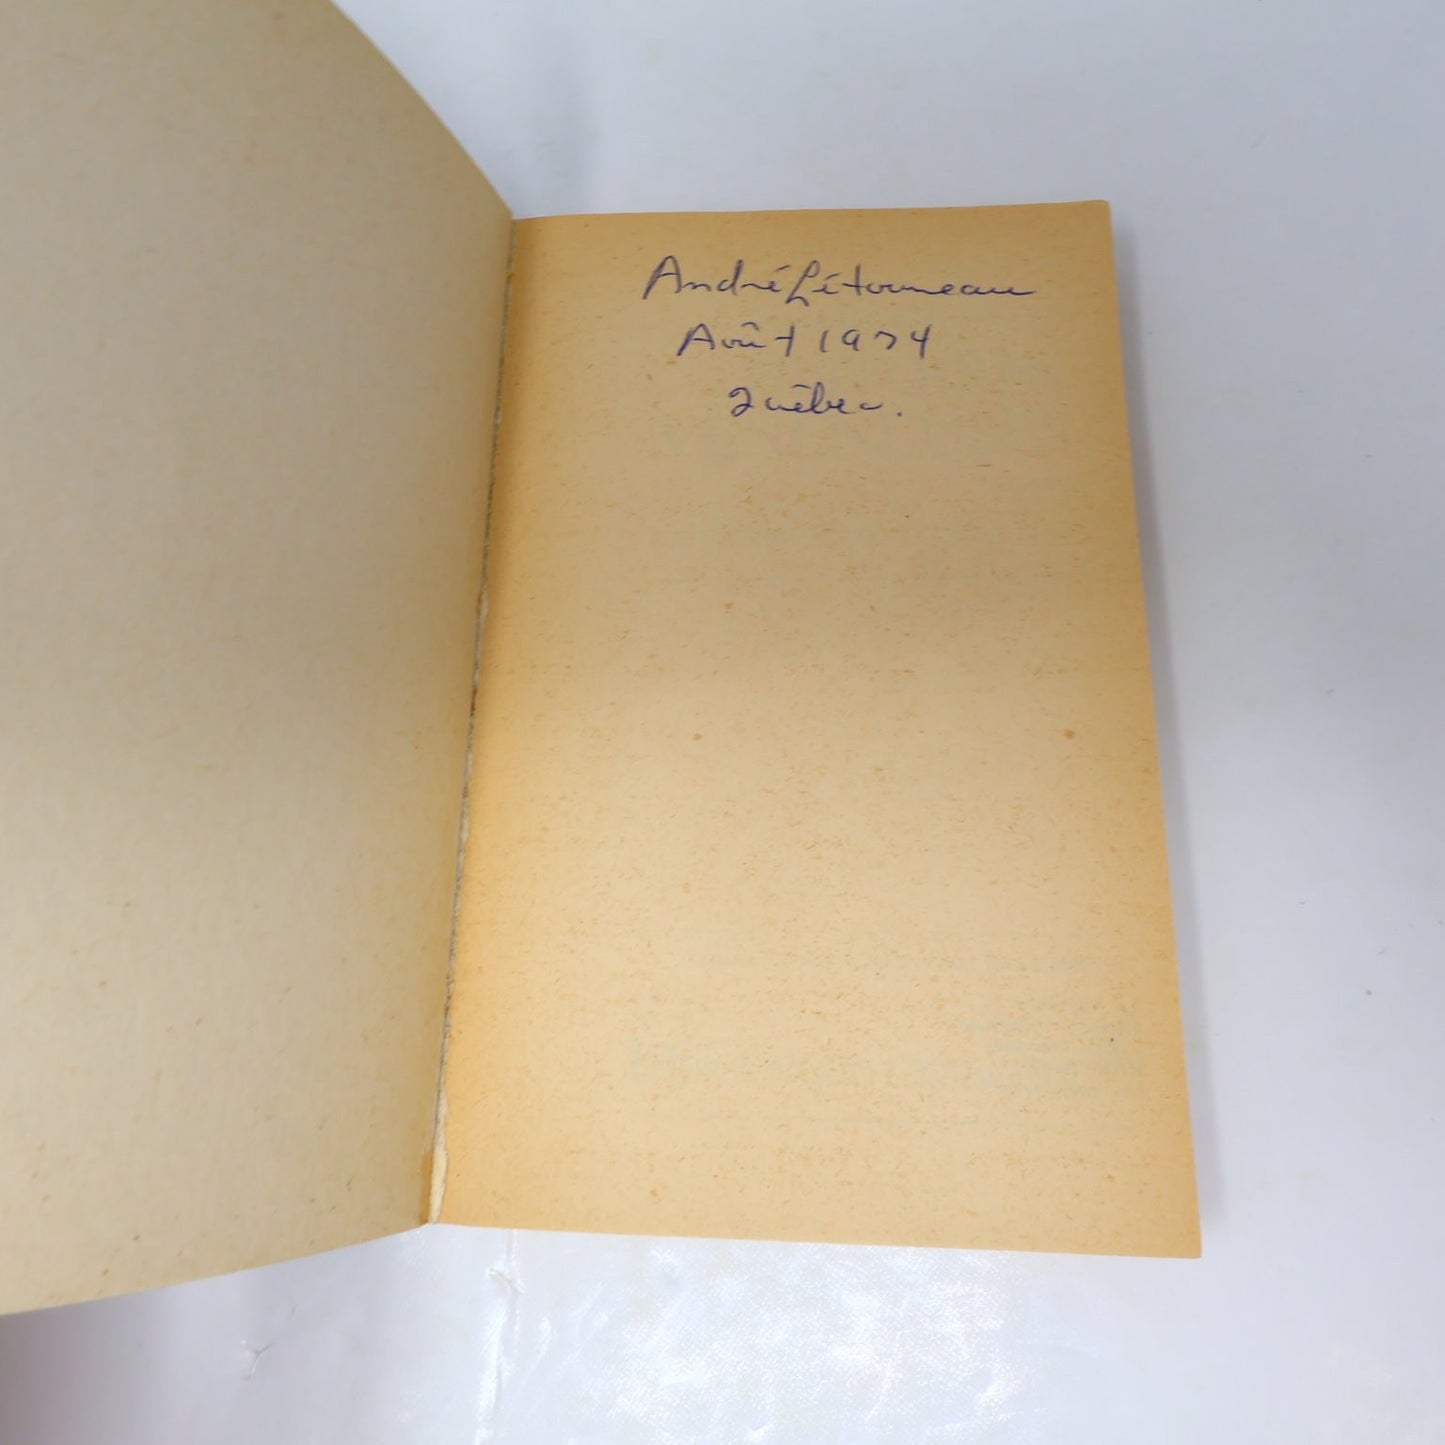 André Létourneau
Août 1974
Québec.